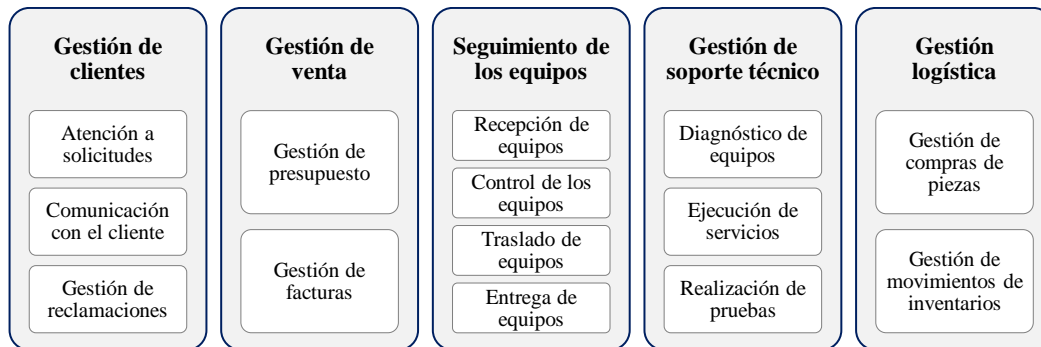 Gestión de
clientes
Atención a
solicitudes
Comunicación
con el cliente
Gestión de
reclamaciones
Gestión de
venta
Gestión de
presupuesto
Gestión de
facturas
Seguimiento de
los equipos
Recepción de
equipos
Control de los
equipos
Traslado de
equipos
Entrega de
equipos
Gestión de
soporte técnico
Diagnóstico de
equipos
Ejecución de
servicios
Realización de
pruebas
Gestión
logística
Gestión de
compras de
piezas
Gestión de
movimientos de
inventarios